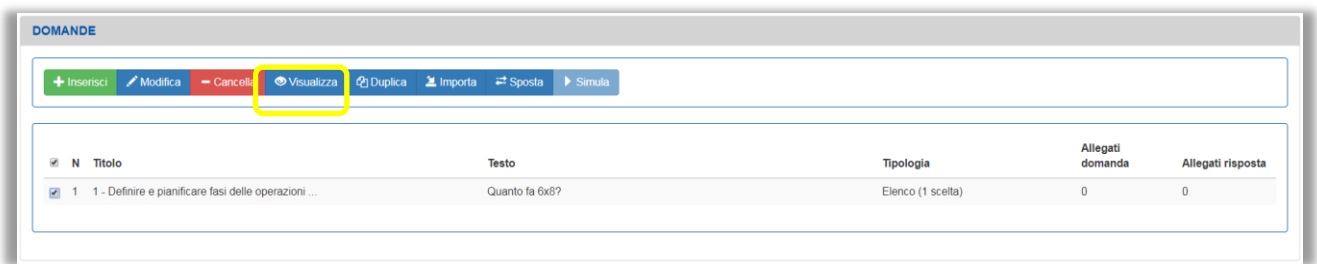 DOMANDE
Inserisci Modifica Cancella Visualizza Duplica Importa Sposta Simula
N Titolo Testo Tipologia Allegati domanda Allegati risposta
1 1 - Definire e pianificare fasi delle operazioni ... Quanto fa 6x8? Elenco (1 scelta) 0 0